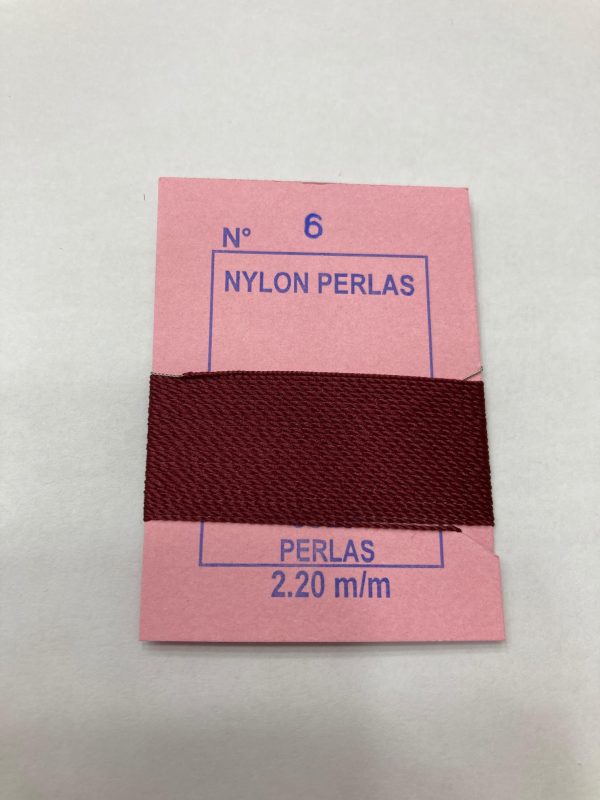 N° 6
NYLON PERLAS
PERLAS
2.20 m/m